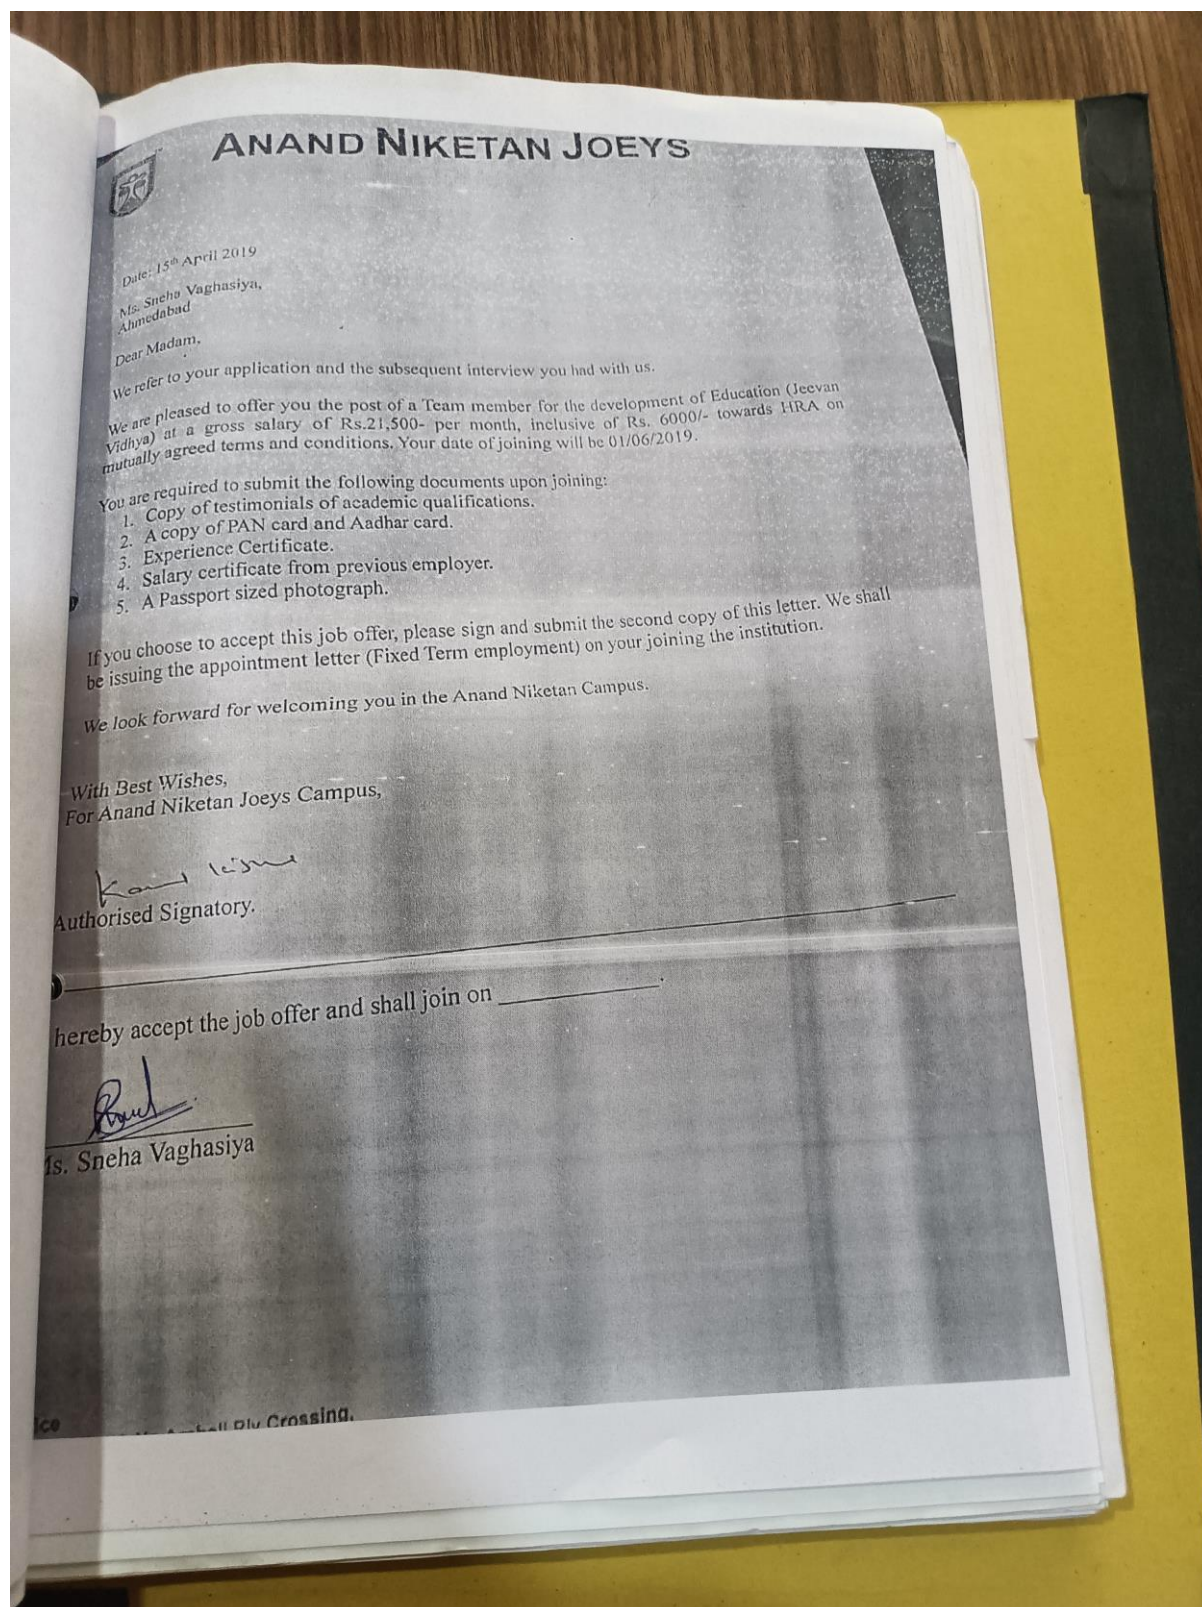 ANAND NIKETAN JOEYS
Date: 15th April 2019
Ms. Sneha Vaghasiya,
Ahmedabad
Dear Madam,
We refer to your application and the subsequent interview you had with us.
We are pleased to offer you the post of a Team member for the development of Education (Jeevan
Vidhya) at a gross salary of Rs.21,500- per month, inclusive of Rs. 6000/- towards HRA on
mutually agreed terms and conditions. Your date of joining will be 01/06/2019.
You are required to submit the following documents upon joining:
1. Copy of testimonials of academic qualifications.
2. A copy of PAN card and Aadhar card.
3. Experience Certificate.
4. Salary certificate from previous employer.
5. A Passport sized photograph.
If you choose to accept this job offer, please sign and submit the second copy of this letter. We shall
be issuing the appointment letter (Fixed Term employment) on your joining the institution.
We look forward for welcoming you in the Anand Niketan Campus.
With Best Wishes,
For Anand Niketan Joeys Campus,
Authorised Signatory.
hereby accept the job offer and shall join on ____________.
Ms. Sneha Vaghasiya
Crossing,